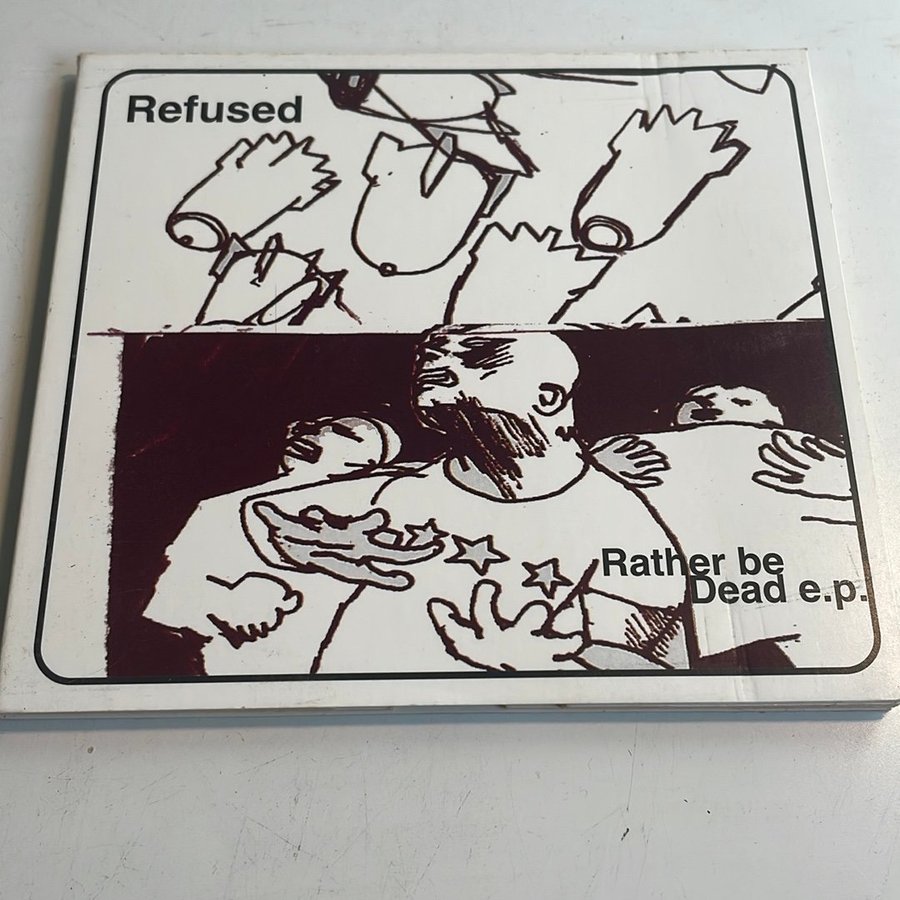 Refused
Rather be
Dead e.p.